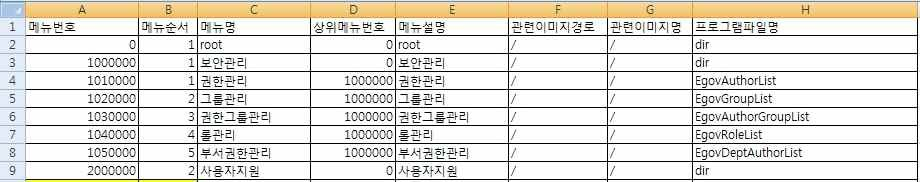 A B C D E F G H
1 메뉴번호 메뉴순서 메뉴명 상위메뉴번호 메뉴설명 관련이미지경로 관련이미지명 프로그램파일명
2 0 1 root 0 root / / dir
3 1000000 1 보안관리 0 보안관리 / / dir
4 1010000 1 권한관리 1000000 권한관리 / / EgovAuthorList
5 1020000 2 그룹관리 1000000 그룹관리 / / EgovGroupList
6 1030000 3 권한그룹관리 1000000 권한그룹관리 / / EgovAuthorGroupList
7 1040000 4 롤관리 1000000 롤관리 / / EgovRoleList
8 1050000 5 부서권한관리 1000000 부서권한관리 / / EgovDeptAuthorList
9 2000000 2 사용자지원 0 사용자지원 / / dir